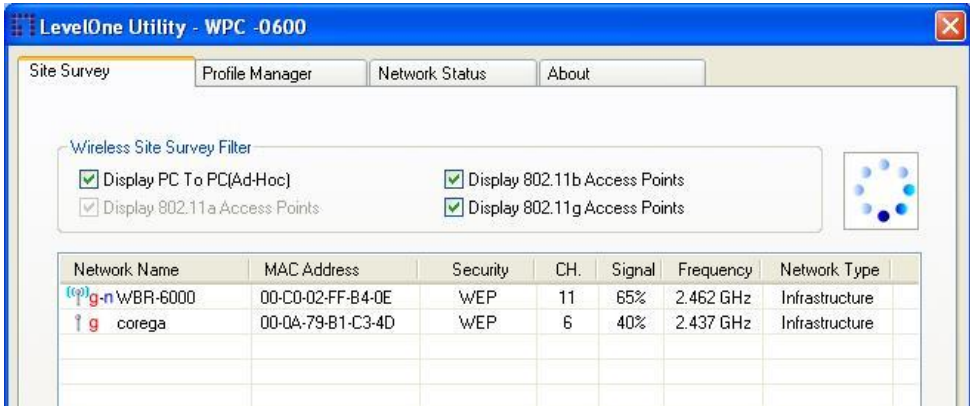 LevelOne Utility - WPC -0600
Site Survey Profile Manager Network Status About
Wireless Site Survey Filter
Display PC To PC(Ad-Hoc) Display 802.11b Access Points
Display 802.11a Access Points Display 802.11g Access Points
Network Name MAC Address Security CH. Signal Frequency Network Type
g-n WBR-6000 00-C0-02-FF-B4-0E WEP 11 65% 2.462 GHz Infrastructure
g corega 00-0A-79-B1-C3-4D WEP 6 40% 2.437 GHz Infrastructure